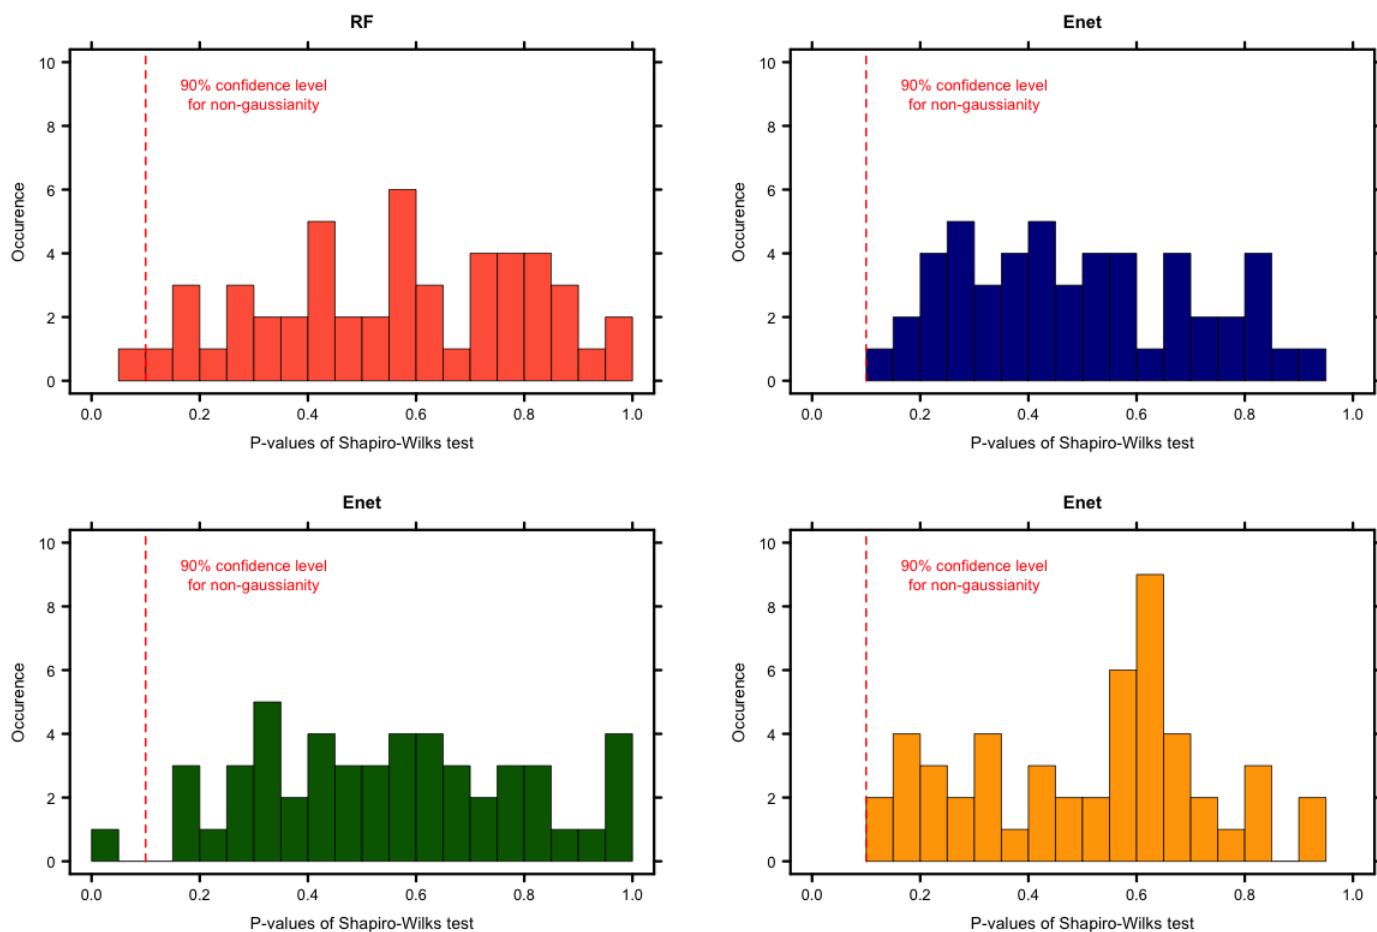 RF
10
8
6
4
2
0
Occurence
90% confidence level
for non-gaussianity
0.0 0.2 0.4 0.6 0.8 1.0
P-values of Shapiro-Wilks test
Enet
10
8
6
4
2
0
Occurence
90% confidence level
for non-gaussianity
0.0 0.2 0.4 0.6 0.8 1.0
P-values of Shapiro-Wilks test
Enet
10
8
6
4
2
0
Occurence
90% confidence level
for non-gaussianity
0.0 0.2 0.4 0.6 0.8 1.0
P-values of Shapiro-Wilks test
Enet
10
8
6
4
2
0
Occurence
90% confidence level
for non-gaussianity
0.0 0.2 0.4 0.6 0.8 1.0
P-values of Shapiro-Wilks test